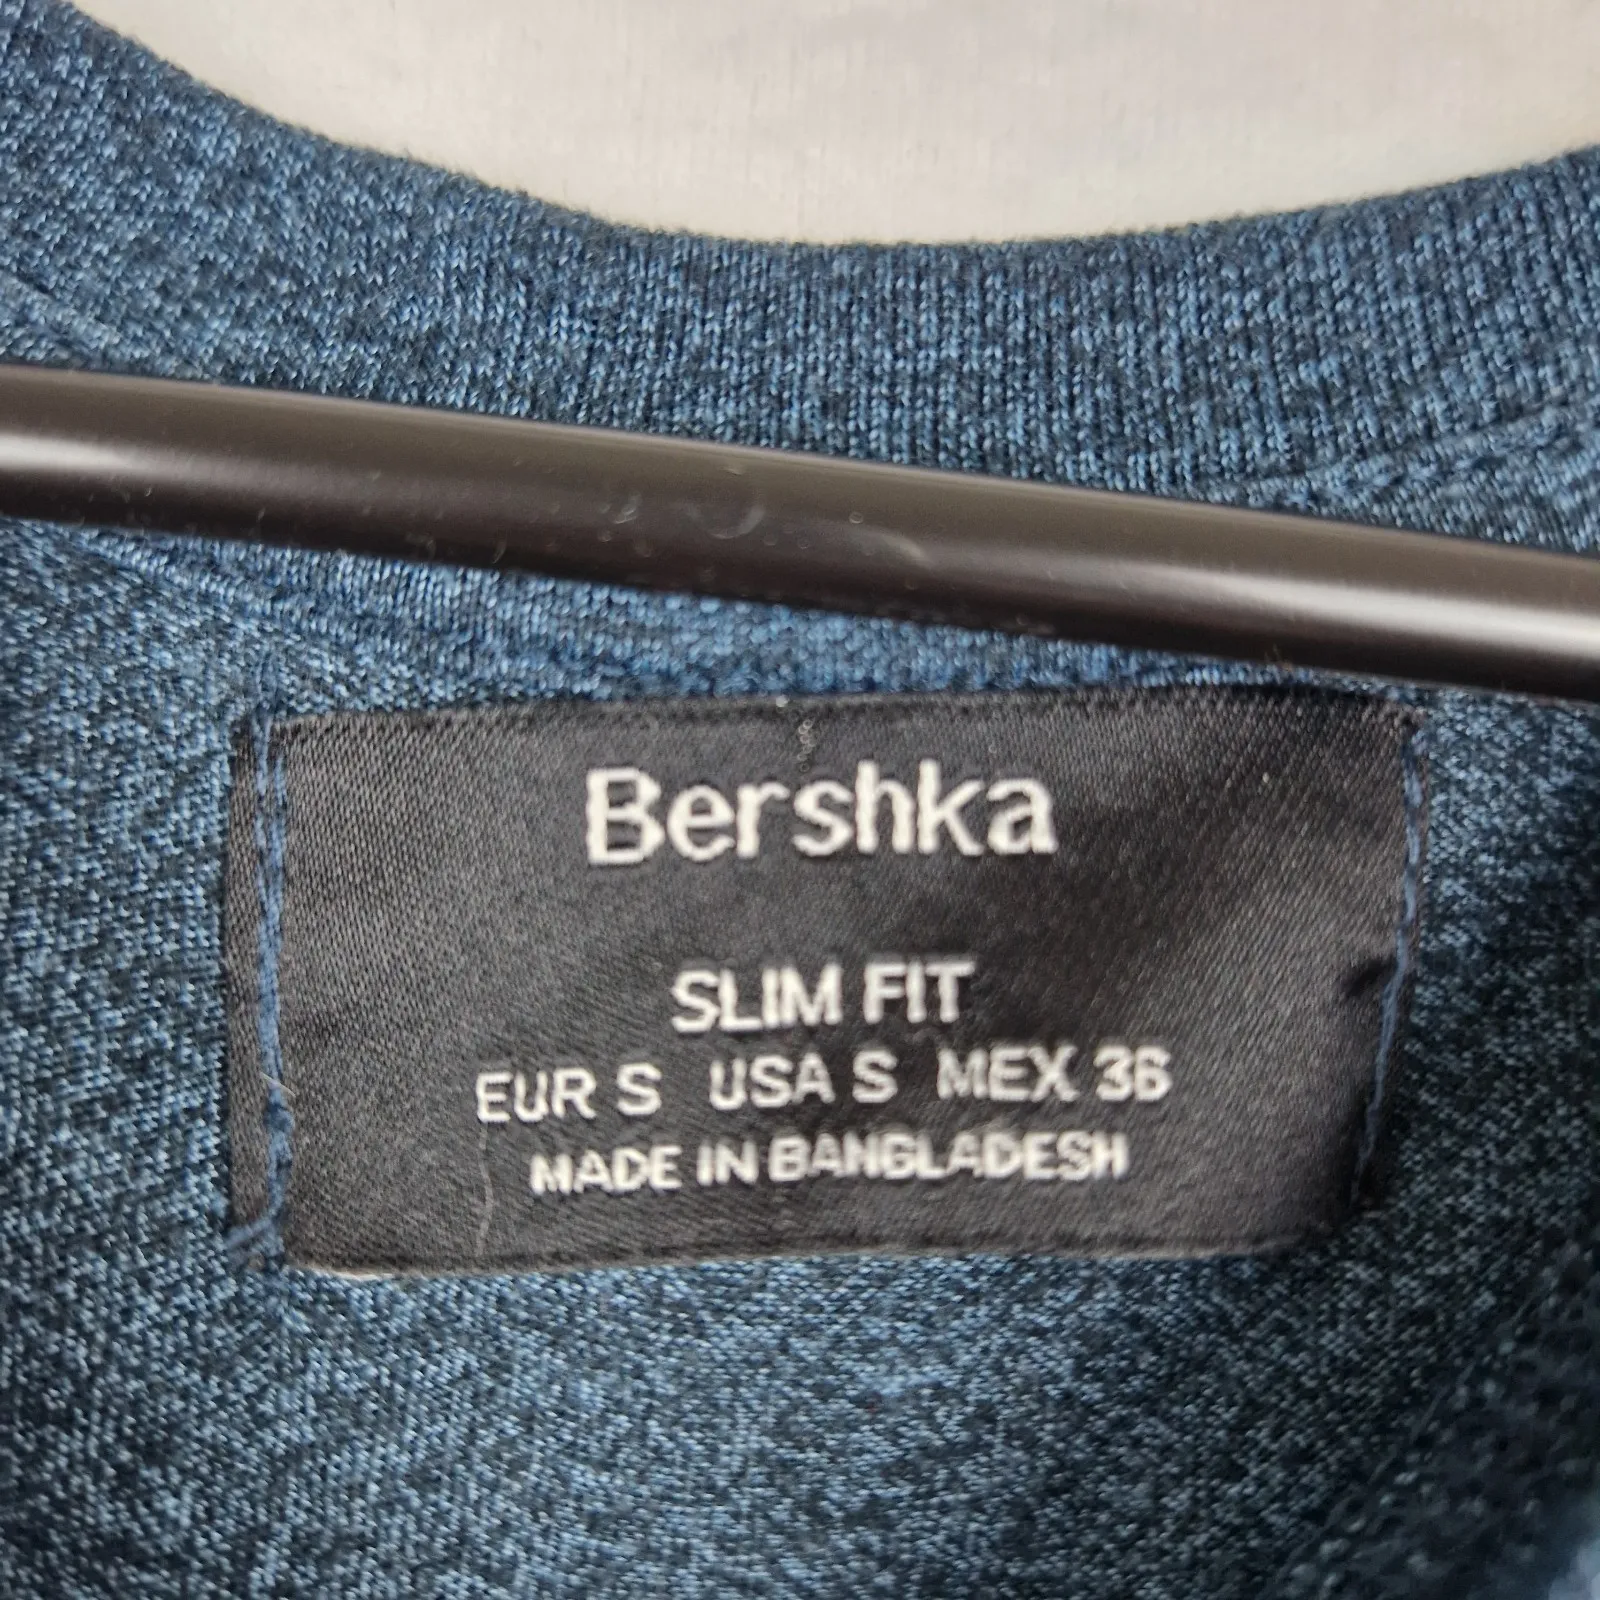 Bershka
SLIM FIT
EUR S USA S MEX 36
MADE IN BANGLADESH